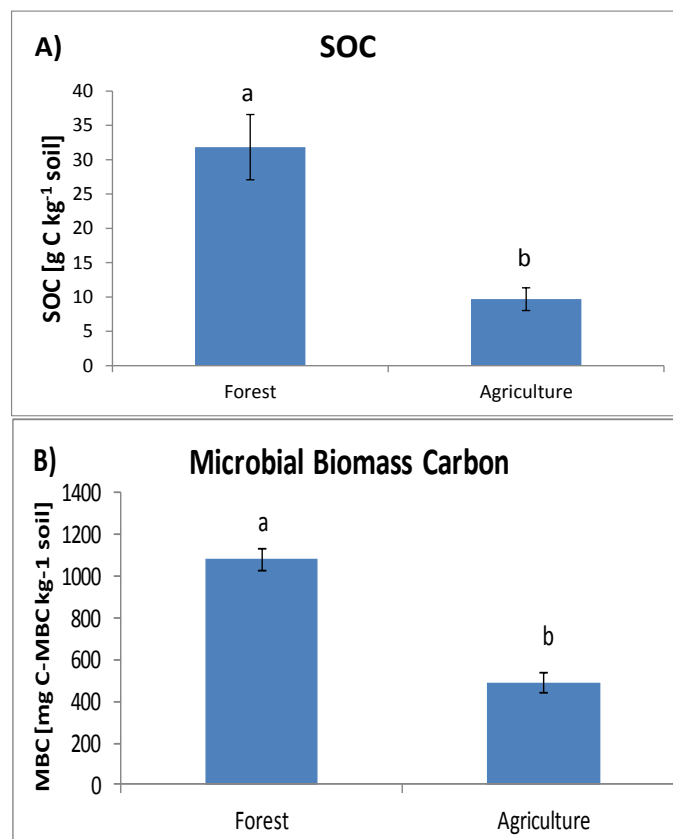 A)
SOC
SOC [g C kg⁻¹ soil]
40
35
30
25
20
15
10
5
0
a
b
Forest Agriculture
B)
Microbial Biomass Carbon
MBC [mg C-MBC kg-1 soil]
1400
1200
1000
800
600
400
200
0
a
b
Forest Agriculture